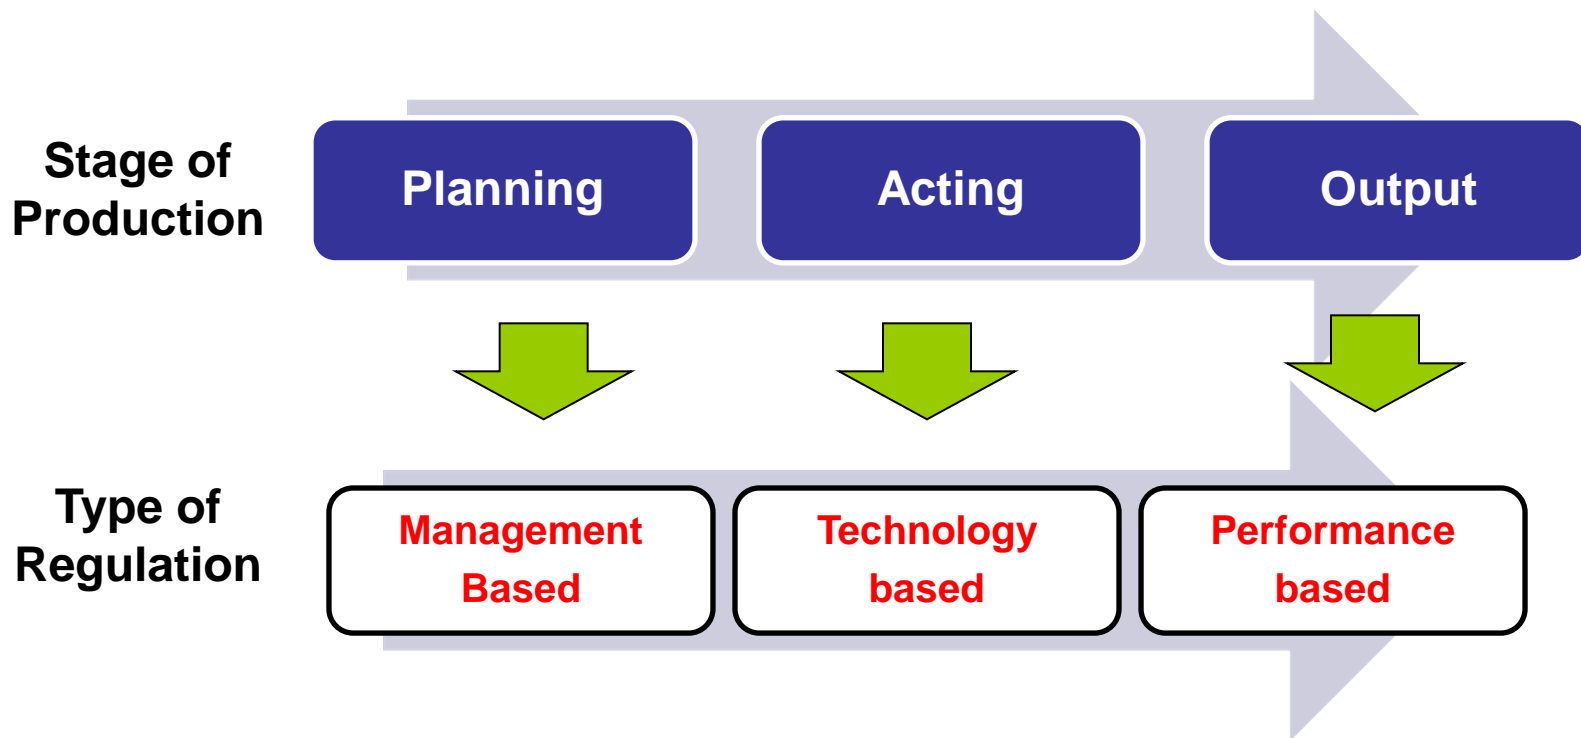 Stage of
Production
Planning
Acting
Output
Type of
Regulation
Management
Based
Technology
based
Performance
based